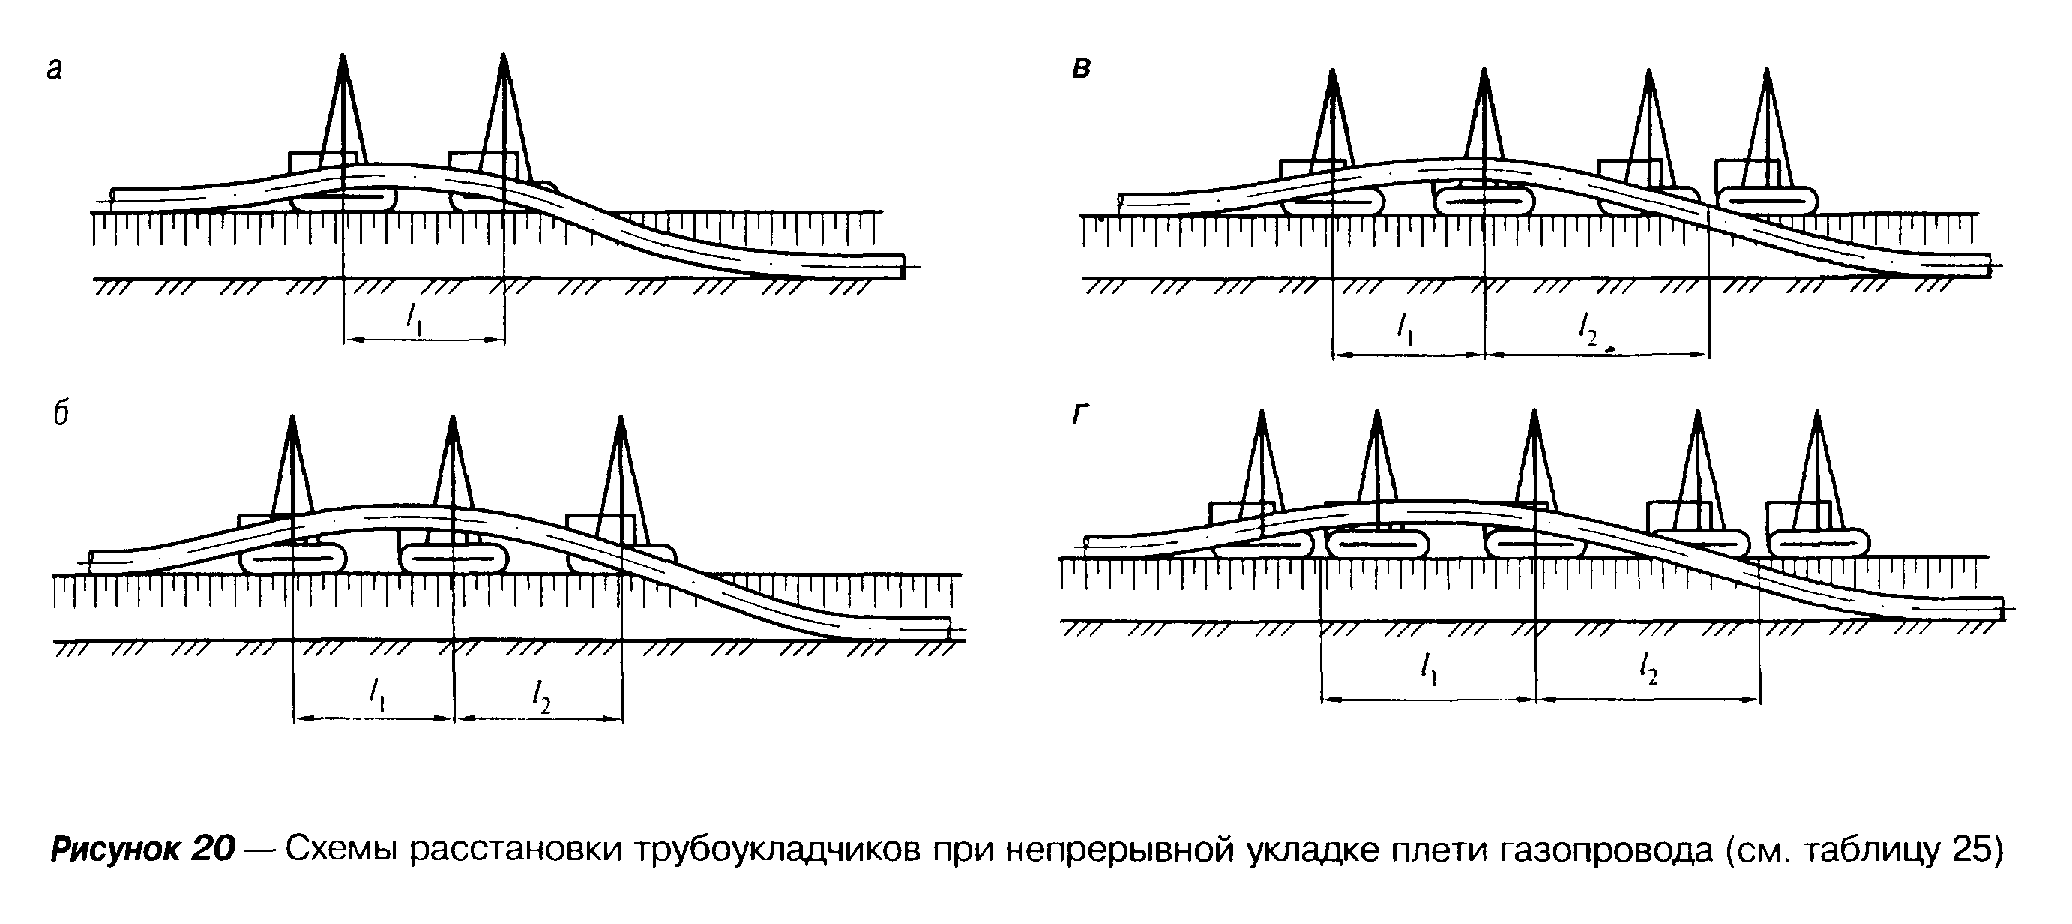 а
l1
в
l1 l2
б
l1 l2
г
l1 l2
Рисунок 20 — Схемы расстановки трубоукладчиков при непрерывной укладке плети газопровода (см. таблицу 25)